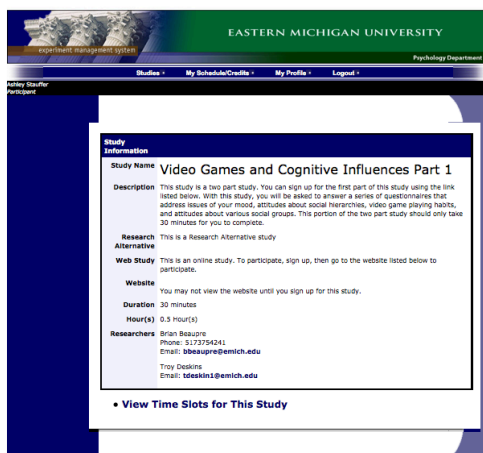 EASTERN MICHIGAN UNIVERSITY
experiment management system
Psychology Department
Studies My Schedule/Credits My Profile Logout
Ashley Stauffer
Participant
Study
Information
Study Name Video Games and Cognitive Influences Part 1
Description This study is a two part study. You can sign up for the first part of this study using the link
listed below. With this study, you will be asked to answer a series of questionnaires that
address issues of your mood, attitudes about social hierarchies, video game playing habits,
and attitudes about various social groups. This portion of the two part study should only take
30 minutes for you to complete.
Research This is a Research Alternative study
Alternative
Web Study This is an online study. To participate, sign up, then go to the website listed below to
participate.
Website
You may not view the website until you sign up for this study.
Duration 30 minutes
Hour(s) 0.5 Hour(s)
Researchers Brian Beaupre
Phone: 5173754241
Email: bbeaupre@emich.edu
Troy Deskins
Email: tdeskin1@emich.edu
• View Time Slots for This Study